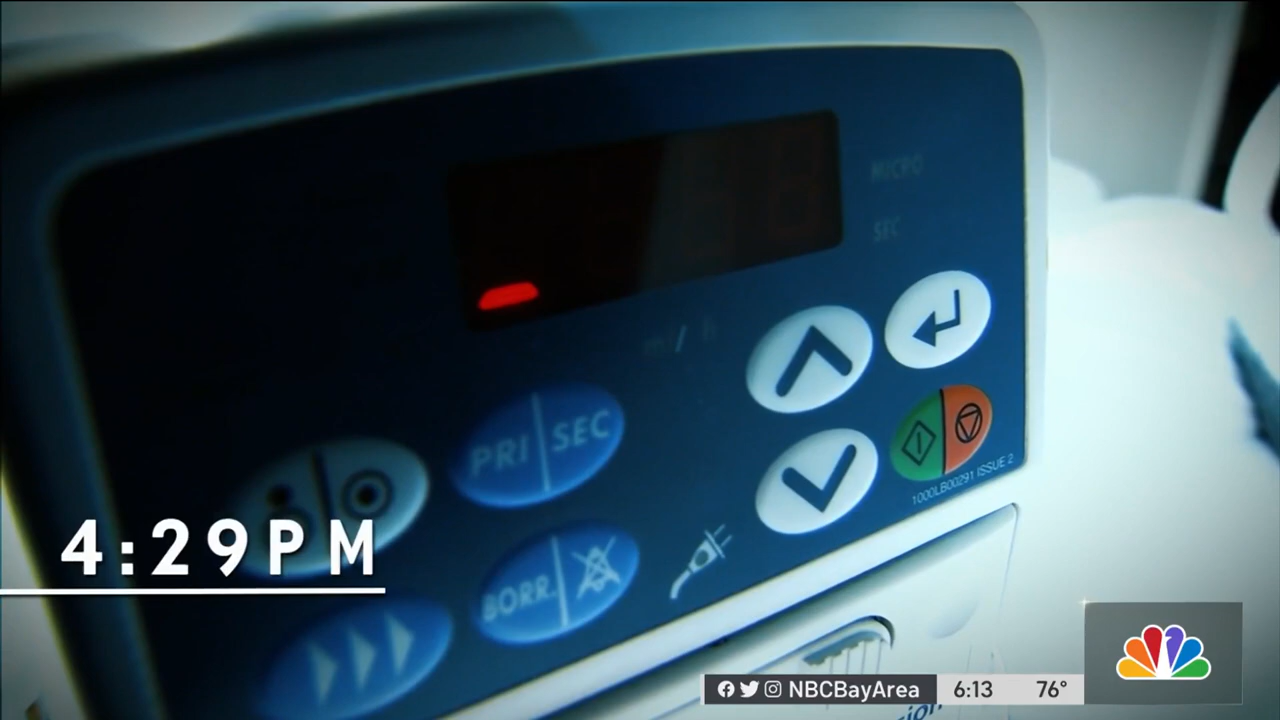 MICRO
SEC
PRI SEC
1000LB00291 ISSUE 2
BORR.
4:29PM
NBCBayArea
6:13
76°